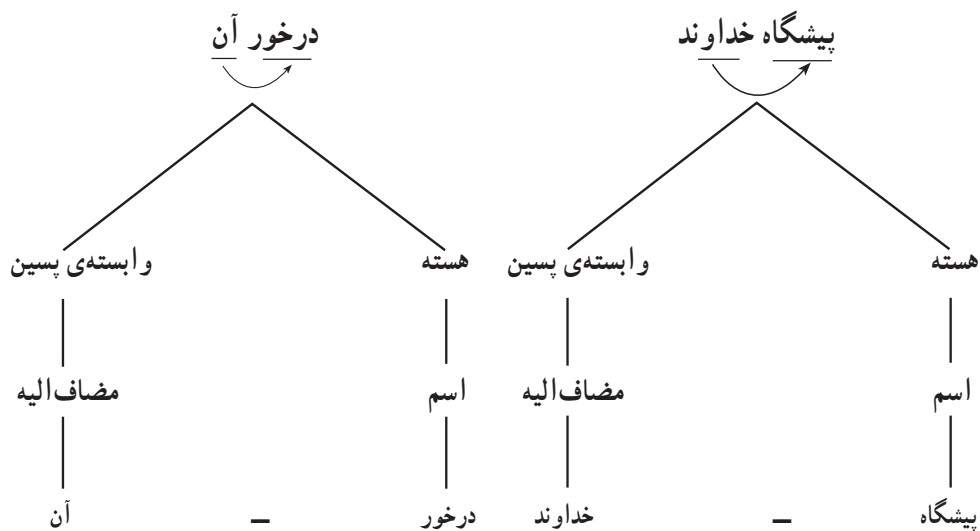 پیشگاه خداوند درخور آن
هسته وابسته‌ی پسین هسته وابسته‌ی پسین
اسم مضاف‌الیه اسم مضاف‌الیه
پیشگاه – خداوند درخور – آن